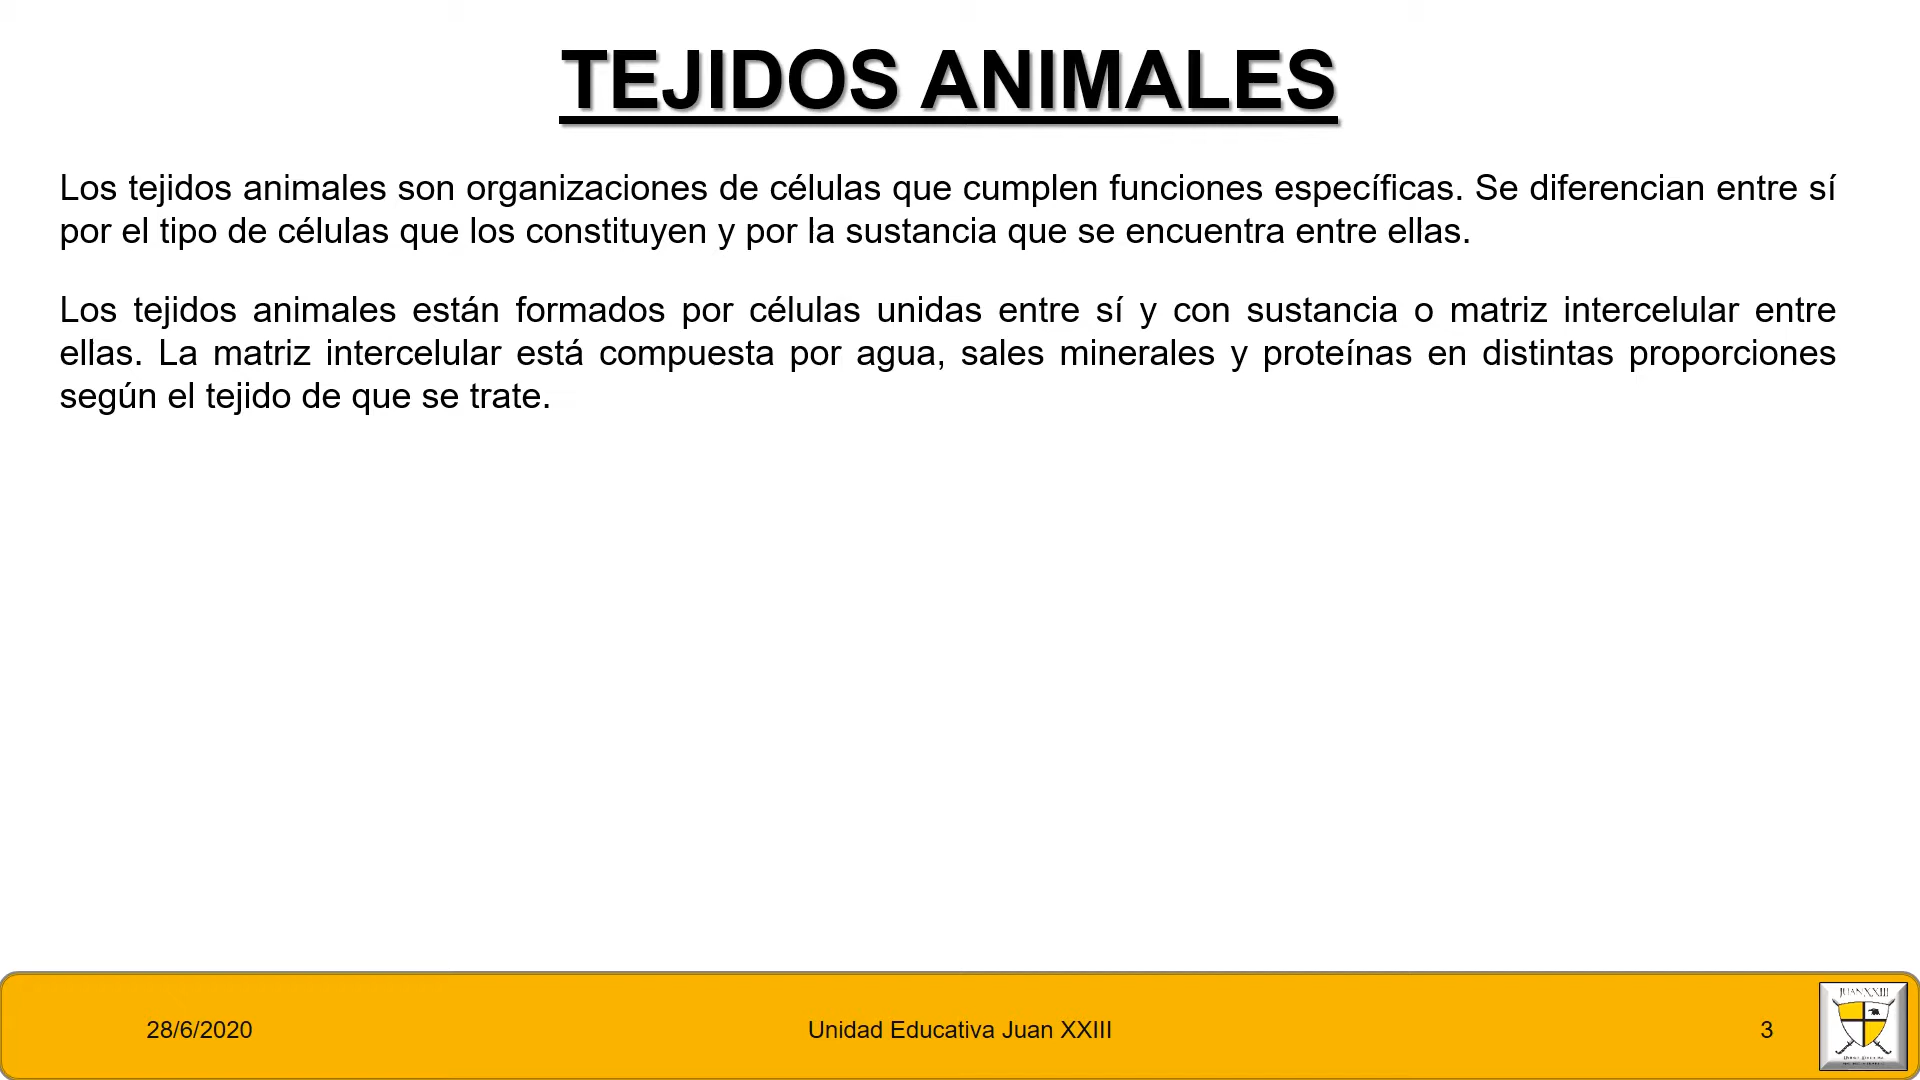 TEJIDOS ANIMALES
Los tejidos animales son organizaciones de células que cumplen funciones específicas. Se diferencian entre sí
por el tipo de células que los constituyen y por la sustancia que se encuentra entre ellas.
Los tejidos animales están formados por células unidas entre sí y con sustancia o matriz intercelular entre
ellas. La matriz intercelular está compuesta por agua, sales minerales y proteínas en distintas proporciones
según el tejido de que se trate.
28/6/2020
Unidad Educativa Juan XXIII
3
JUAN XXIII